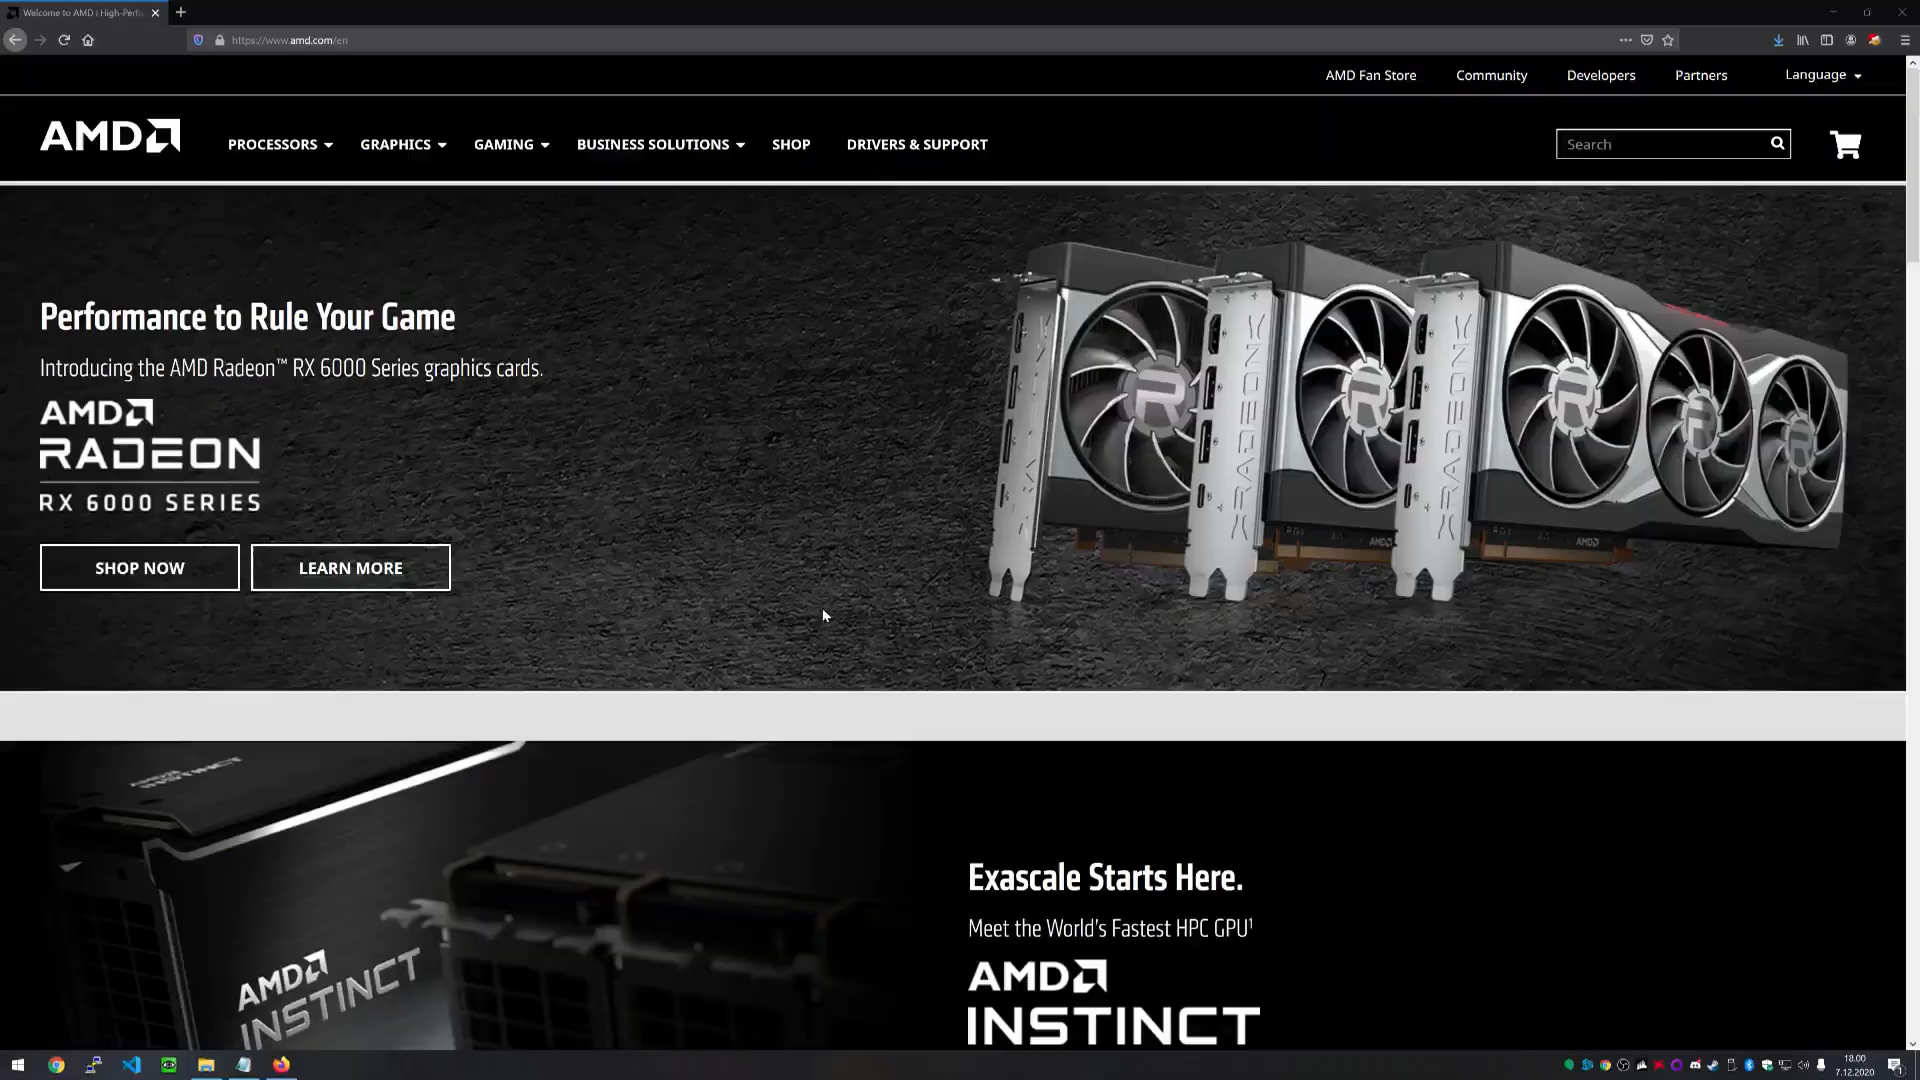 Welcome to AMD | High-Perfo
https://www.amd.com/en
AMD Fan Store
Community
Developers
Partners
Language
AMD
PROCESSORS
GRAPHICS
GAMING
BUSINESS SOLUTIONS
SHOP
DRIVERS & SUPPORT
Search
Performance to Rule Your Game
Introducing the AMD Radeon™ RX 6000 Series graphics cards.
AMD
RADEON
RX 6000 SERIES
SHOP NOW
LEARN MORE
RADEON
RADEON
AMD
AMD
AMD
INSTINCT
AMD
INSTINCT
Exascale Starts Here.
Meet the World's Fastest HPC GPU¹
AMD
INSTINCT
18.00
7.12.2020